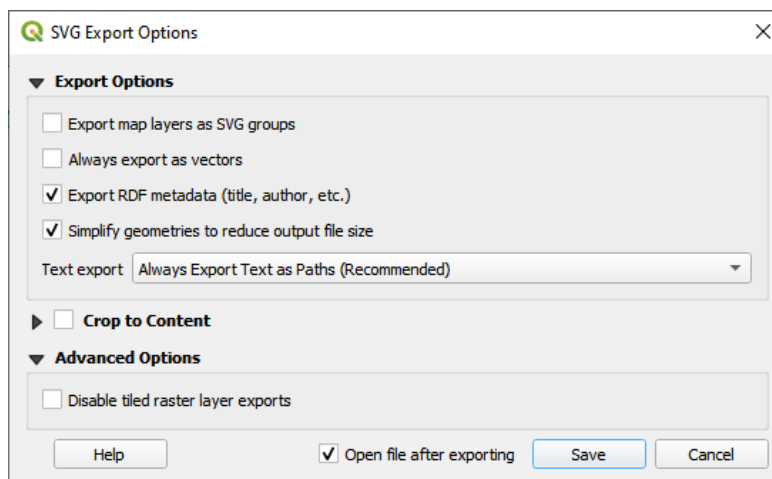 SVG Export Options
Export Options
Export map layers as SVG groups
Always export as vectors
Export RDF metadata (title, author, etc.)
Simplify geometries to reduce output file size
Text export Always Export Text as Paths (Recommended)
Crop to Content
Advanced Options
Disable tiled raster layer exports
Help Open file after exporting Save Cancel